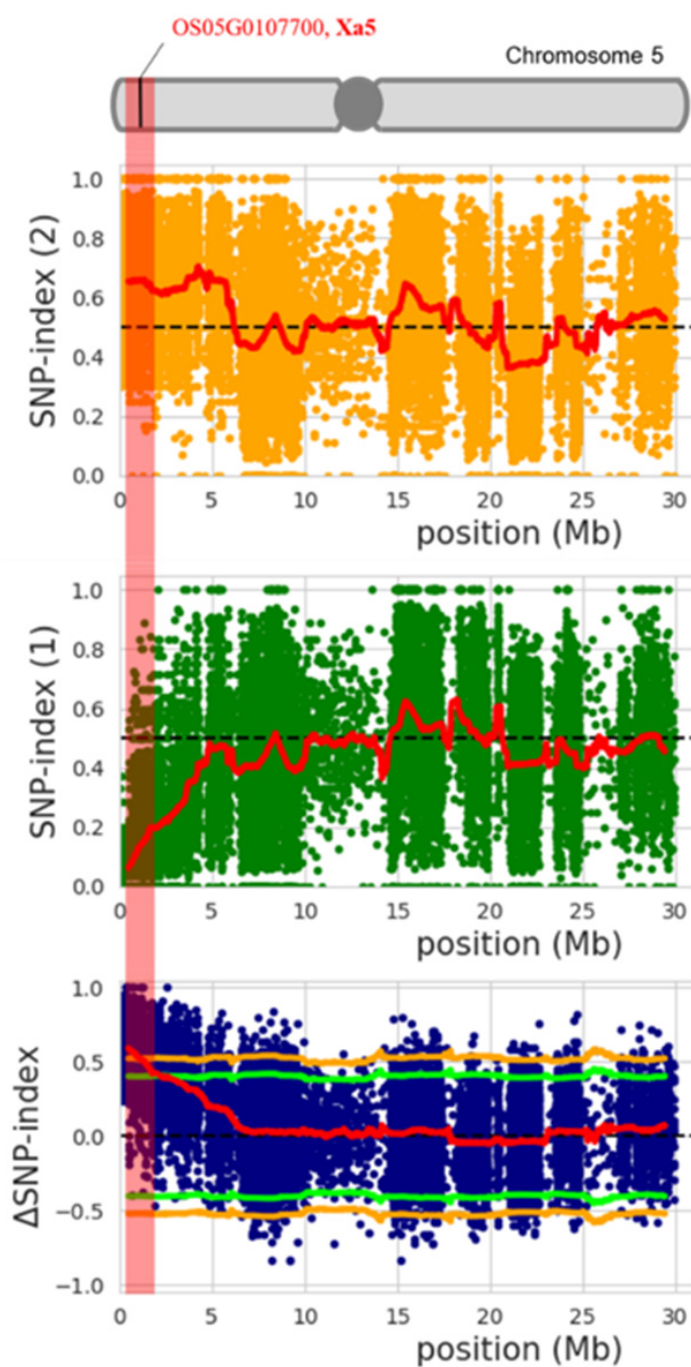 OS05G0107700, Xa5
Chromosome 5
SNP-index (2)
1.0
0.8
0.6
0.4
0.2
0.0
0 5 10 15 20 25 30
position (Mb)
SNP-index (1)
1.0
0.8
0.6
0.4
0.2
0.0
0 5 10 15 20 25 30
position (Mb)
ΔSNP-index
1.0
0.5
0.0
−0.5
−1.0
0 5 10 15 20 25 30
position (Mb)